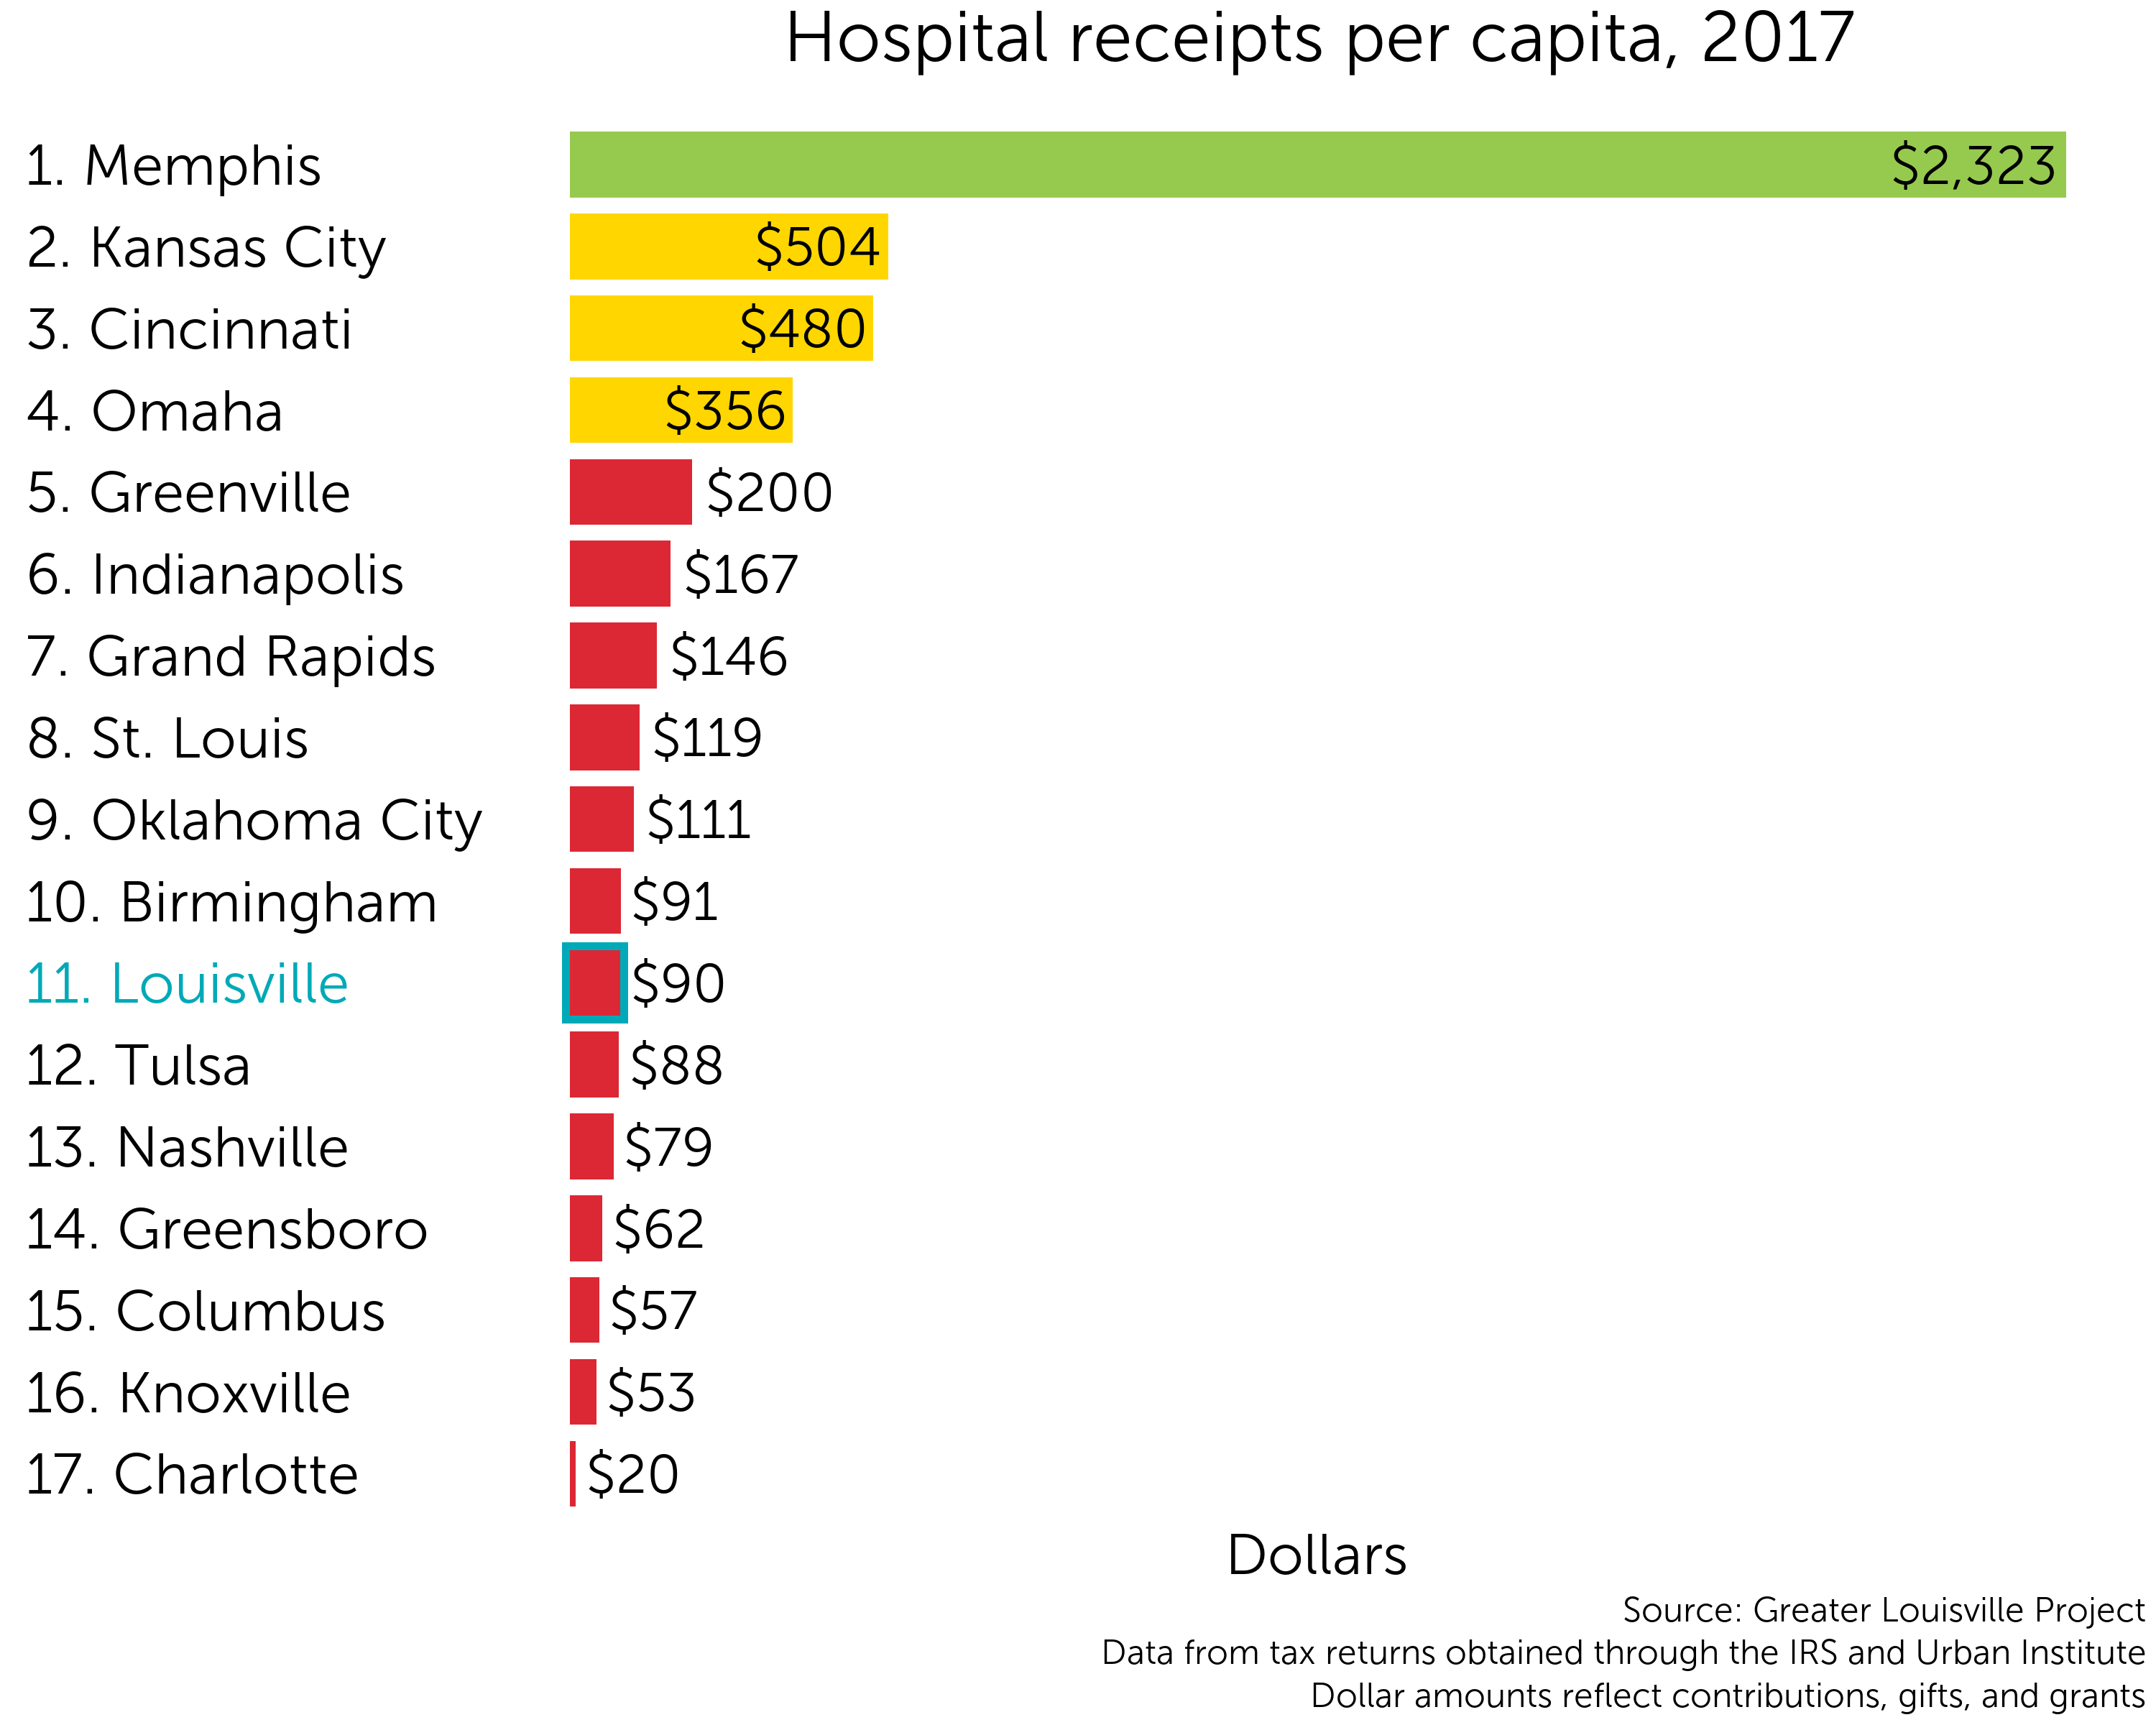 Hospital receipts per capita, 2017
1. Memphis $2,323
2. Kansas City $504
3. Cincinnati $480
4. Omaha $356
5. Greenville $200
6. Indianapolis $167
7. Grand Rapids $146
8. St. Louis $119
9. Oklahoma City $111
10. Birmingham $91
11. Louisville $90
12. Tulsa $88
13. Nashville $79
14. Greensboro $62
15. Columbus $57
16. Knoxville $53
17. Charlotte $20
Dollars
Source: Greater Louisville Project
Data from tax returns obtained through the IRS and Urban Institute
Dollar amounts reflect contributions, gifts, and grants